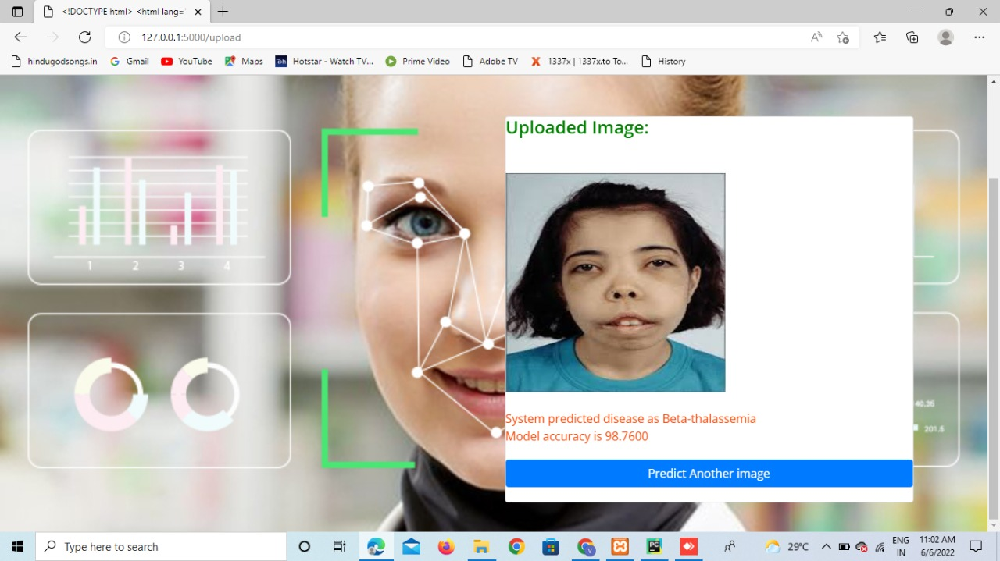 <!DOCTYPE html> <html lang="
127.0.0.1:5000/upload
hindugodsongs.in
Gmail
YouTube
Maps
Hotstar - Watch TV...
Prime Video
Adobe TV
1337x | 1337x.to To...
History
Uploaded Image:
1 2 3 4
40.35
201.5
System predicted disease as Beta-thalassemia
Model accuracy is 98.7600
Predict Another image
Type here to search
29°C
ENG
IN
11:02 AM
6/6/2022